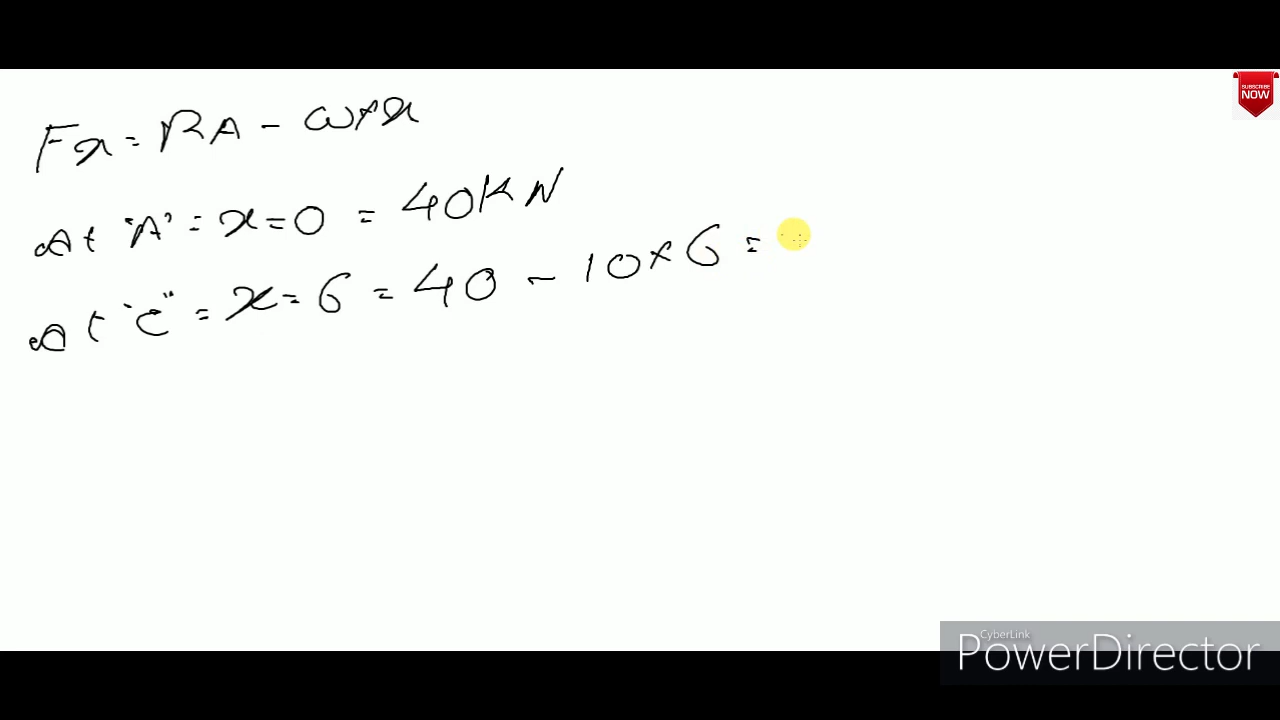 Fx = RA - w*x
At "A" = x = 0 = 40KN
At "C" = x = 6 = 40 - 10 × 6 =
SUBSCRIBE
NOW
CyberLink
PowerDirector